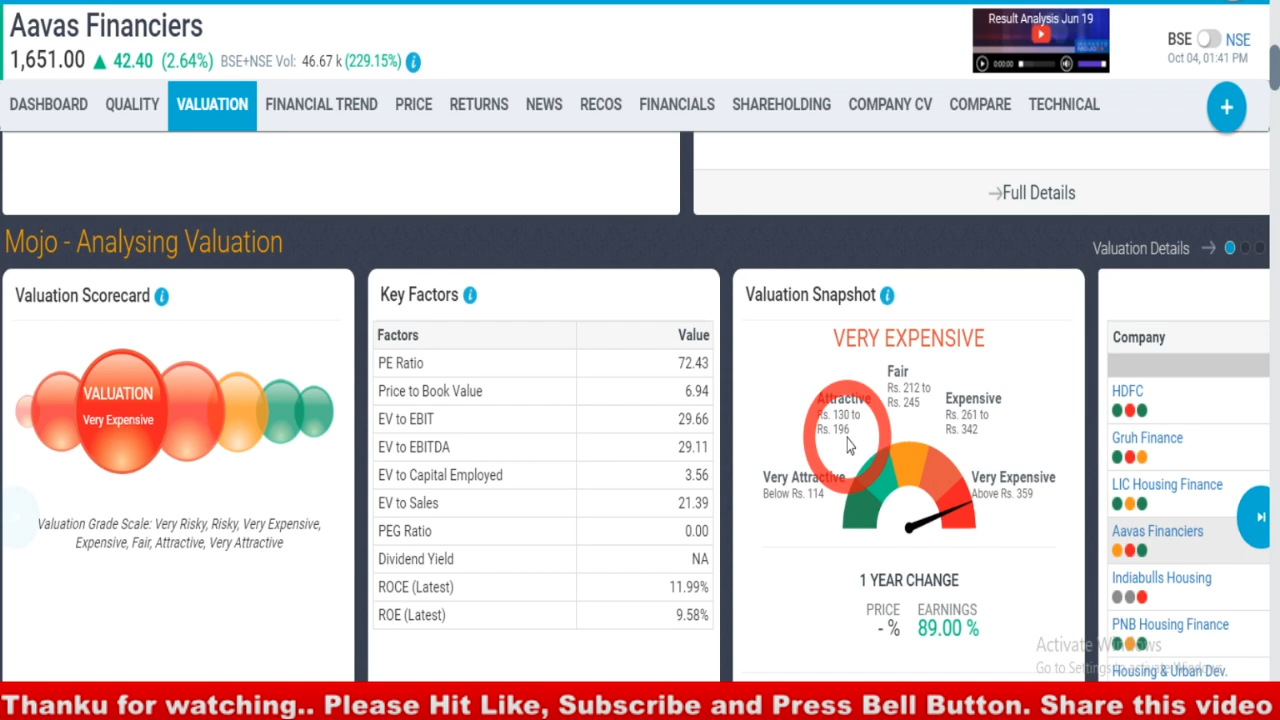 Aavas Financiers
1,651.00 ▲ 42.40 (2.64%) BSE+NSE Vol: 46.67 k (229.15%) i
Result Analysis Jun 19
0:00:00
BSE NSE
Oct 04, 01:41 PM
DASHBOARD QUALITY VALUATION FINANCIAL TREND PRICE RETURNS NEWS RECOS FINANCIALS SHAREHOLDING COMPANY CV COMPARE TECHNICAL +
→Full Details
Mojo - Analysing Valuation
Valuation Details →
Valuation Scorecard i
VALUATION
Very Expensive
Valuation Grade Scale: Very Risky, Risky, Very Expensive,
Expensive, Fair, Attractive, Very Attractive
Key Factors i
Factors Value
PE Ratio 72.43
Price to Book Value 6.94
EV to EBIT 29.66
EV to EBITDA 29.11
EV to Capital Employed 3.56
EV to Sales 21.39
PEG Ratio 0.00
Dividend Yield NA
ROCE (Latest) 11.99%
ROE (Latest) 9.58%
Valuation Snapshot i
VERY EXPENSIVE
Fair
Rs. 212 to
Rs. 245
Attractive
Rs. 130 to
Rs. 196
Expensive
Rs. 261 to
Rs. 342
Very Attractive
Below Rs. 114
Very Expensive
Above Rs. 359
1 YEAR CHANGE
PRICE EARNINGS
- % 89.00 %
Company
HDFC
Gruh Finance
LIC Housing Finance
Aavas Financiers
Indiabulls Housing
PNB Housing Finance
Housing & Urban Dev.
Activate Windows
Go to Settings to activate Windows.
Thanku for watching.. Please Hit Like, Subscribe and Press Bell Button. Share this video